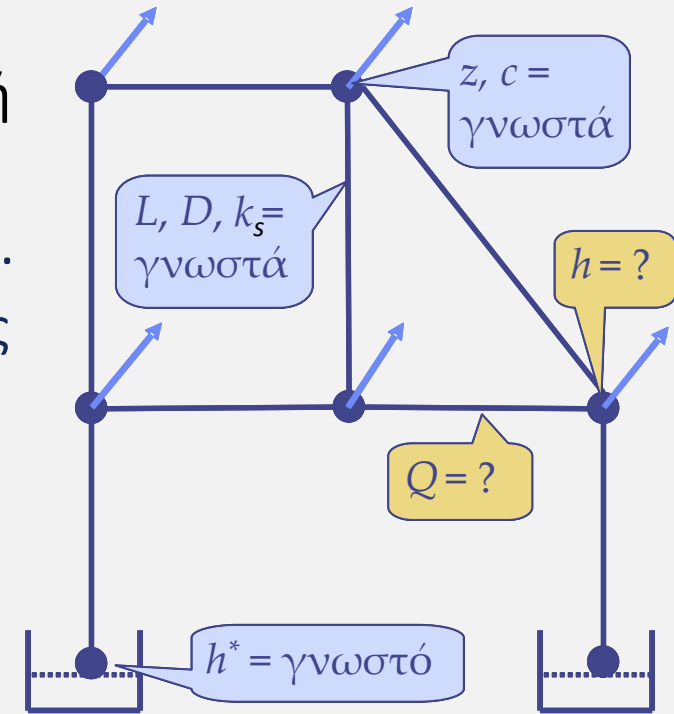 ή
z, c =
γνωστά
L, D, kₛ=
γνωστά
.
ς
h = ?
Q = ?
h* = γνωστό